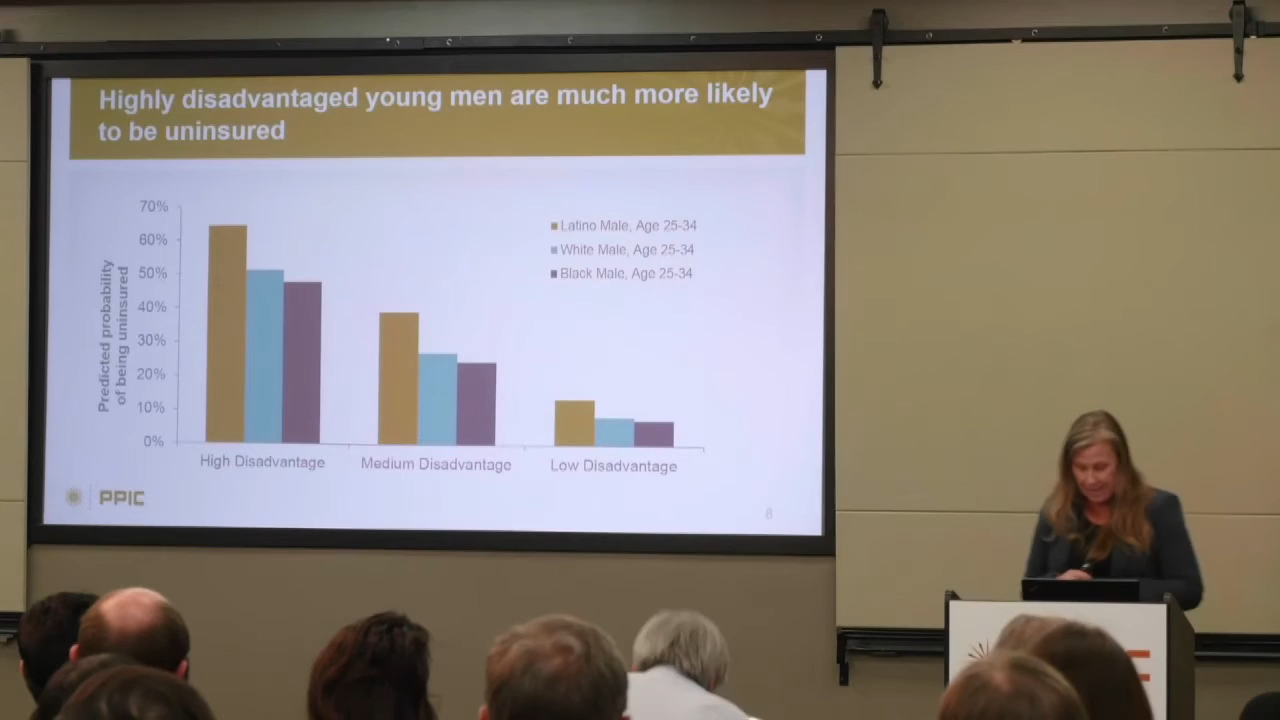 Highly disadvantaged young men are much more likely
to be uninsured
70%
60%
50%
40%
30%
20%
10%
0%
Predicted probability
of being uninsured
Latino Male, Age 25-34
White Male, Age 25-34
Black Male, Age 25-34
High Disadvantage
Medium Disadvantage
Low Disadvantage
PPIC
8